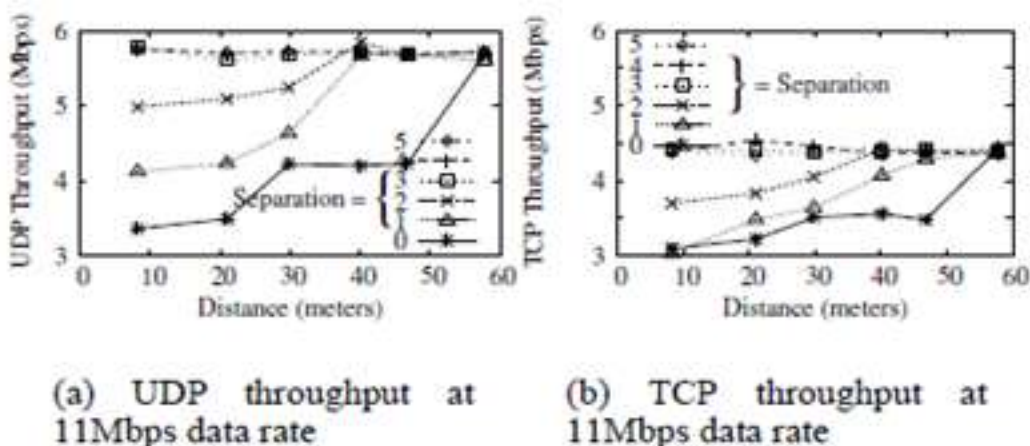 UDP Throughput (Mbps)
6
5
4
3
5
4
3
2
1
0
Separation =
0 10 20 30 40 50 60
Distance (meters)
TCP Throughput (Mbps)
6
5
4
3
5
4
3
2
1
0
= Separation
0 10 20 30 40 50 60
Distance (meters)
(a) UDP throughput at
11Mbps data rate
(b) TCP throughput at
11Mbps data rate